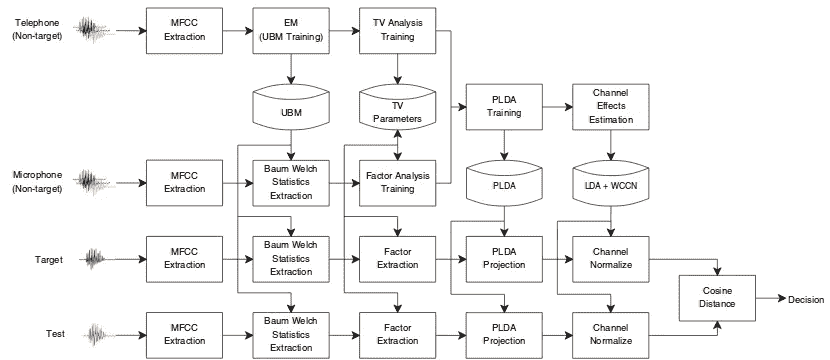 Telephone
(Non-target)
MFCC
Extraction
EM
(UBM Training)
TV Analysis
Training
UBM
TV
Parameters
PLDA
Training
Channel
Effects
Estimation
Microphone
(Non-target)
MFCC
Extraction
Baum Welch
Statistics
Extraction
Factor Analysis
Training
PLDA
LDA + WCCN
Target
MFCC
Extraction
Baum Welch
Statistics
Extraction
Factor
Extraction
PLDA
Projection
Channel
Normalize
Cosine
Distance
Decision
Test
MFCC
Extraction
Baum Welch
Statistics
Extraction
Factor
Extraction
PLDA
Projection
Channel
Normalize